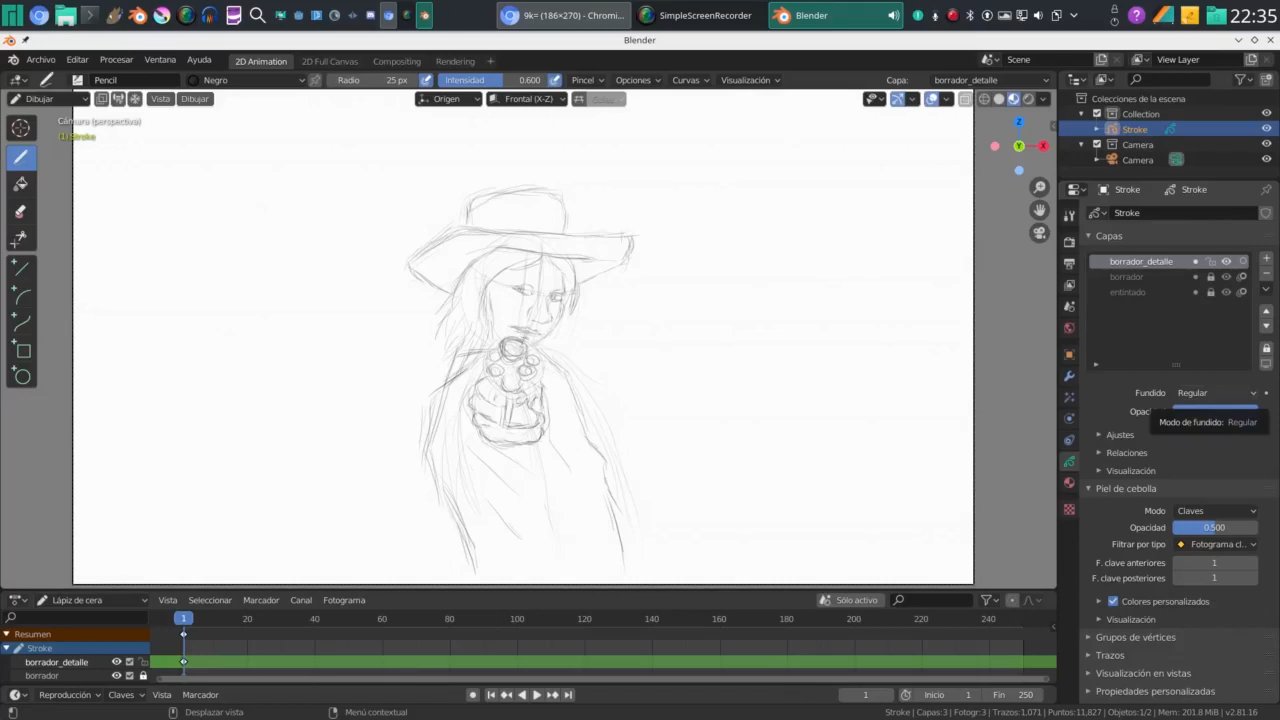 9k= (186×270) - Chromi...
SimpleScreenRecorder
Blender
22:35
Blender
Archivo
Editar
Procesar
Ventana
Ayuda
2D Animation
2D Full Canvas
Compositing
Rendering
+
Scene
View Layer
Pencil
Negro
Radio
25 px
Intensidad
0.600
Pincel
Opciones
Curvas
Visualización
Capa:
borrador_detalle
Dibujar
Vista
Dibujar
Origen
Frontal (X-Z)
Cámara (perspectiva)
(1) Stroke
Z
Y
X
Colecciones de la escena
Collection
Stroke
Camera
Camera
Stroke
Stroke
Stroke
Capas
borrador_detalle
borrador
entintado
Fundido
Regular
Opac
Modo de fundido: Regular
Ajustes
Relaciones
Visualización
Piel de cebolla
Modo
Claves
Opacidad
0.500
Filtrar por tipo
Fotograma cl...
F. clave anteriores
1
F. clave posteriores
1
Colores personalizados
Visualización
Grupos de vértices
Trazos
Visualización en vistas
Propiedades personalizadas
Lápiz de cera
Vista
Seleccionar
Marcador
Canal
Fotograma
Sólo activo
1
20
40
60
80
100
120
140
160
180
200
220
240
Resumen
Stroke
borrador_detalle
borrador
Reproducción
Claves
Vista
Marcador
1
Inicio
1
Fin
250
Desplazar vista
Menú contextual
Stroke | Capas:3 | Fotogr:3 | Trazos:1,071 | Puntos:11,827 | Objetos:1/2 | Mem: 201.8 MiB | v2.81.16